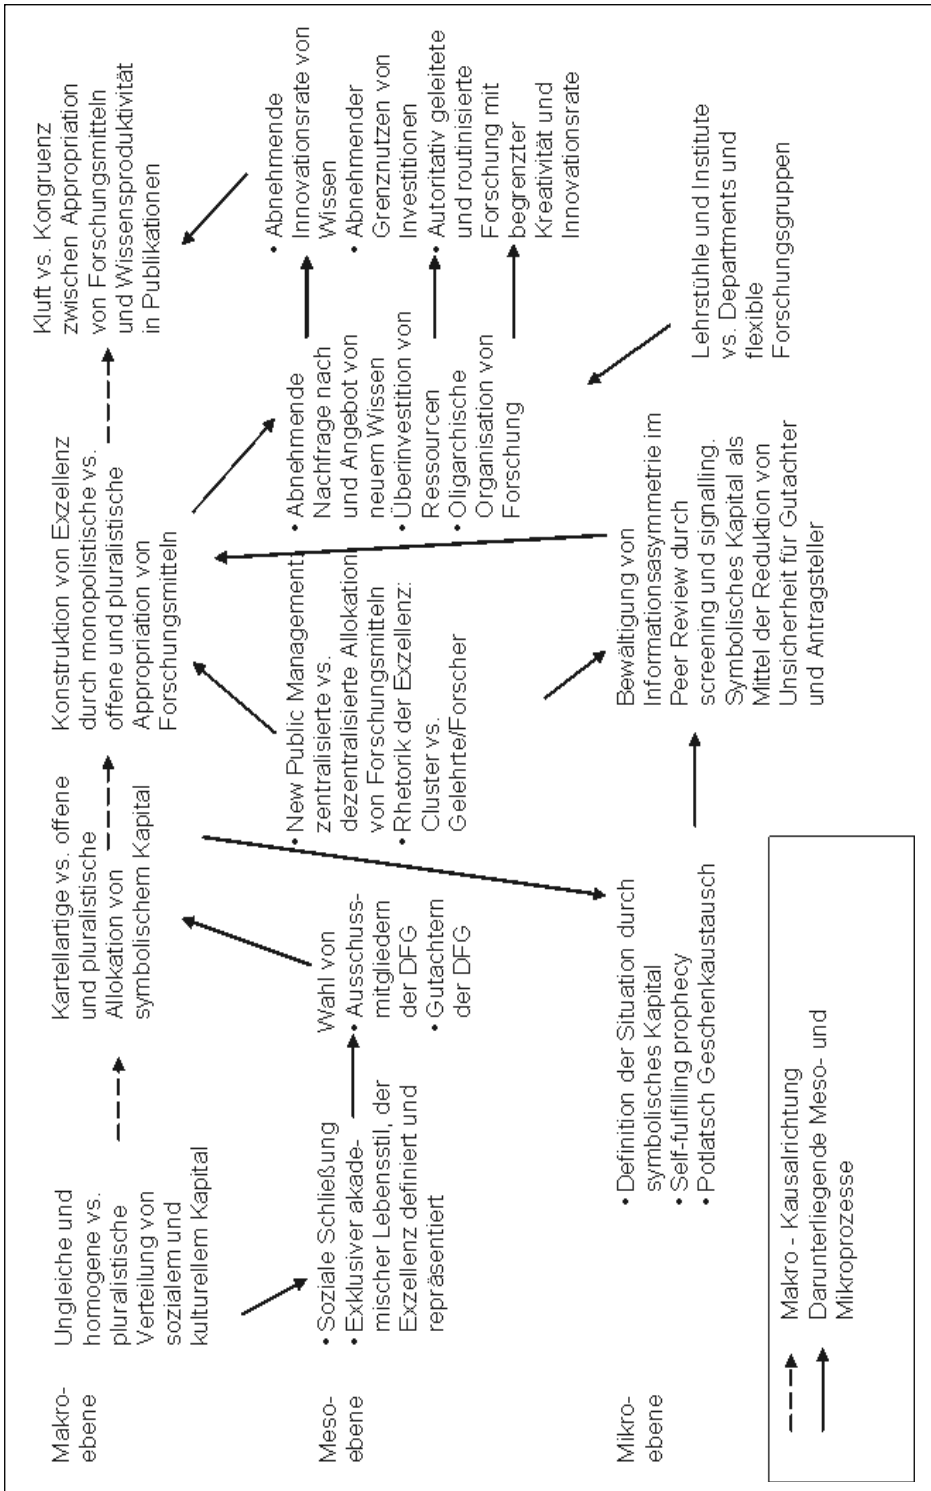 Makro-
ebene
Ungleiche und
homogene vs.
pluralistische
Verteilung von
sozialem und
kulturellem Kapital
Kartellartige vs. offene
und pluralistische
Allokation von
symbolischem Kapital
Konstruktion von Exzellenz
durch monopolistische vs.
offene und pluralistische
Appropriation von
Forschungsmitteln
Kluft vs. Kongruenz
zwischen Appropriation
von Forschungsmitteln
und Wissensproduktivität
in Publikationen
Meso-
ebene
• Soziale Schließung
• Exklusiver akade-
mischer Lebensstil, der
Exzellenz definiert und
repräsentiert
Wahl von
• Ausschuss-
mitgliedern
der DFG
• Gutachtern
der DFG
• New Public Management:
zentralisierte vs.
dezentralisierte Allokation
von Forschungsmitteln
• Rhetorik der Exzellenz:
Cluster vs.
Gelehrte/Forscher
• Abnehmende
Nachfrage nach
und Angebot von
neuem Wissen
• Überinvestition von
Ressourcen
• Oligarchische
Organisation von
Forschung
• Abnehmende
Innovationsrate von
Wissen
• Abnehmender
Grenznutzen von
Investitionen
• Autoritativ geleitete
und routinisierte
Forschung mit
begrenzter
Kreativität und
Innovationsrate
Mikro-
ebene
• Definition der Situation durch
symbolisches Kapital
• Self-fulfilling prophecy
• Potlatsch Geschenkaustausch
Bewältigung von
Informationsasymmetrie im
Peer Review durch
screening und signalling.
Symbolisches Kapital als
Mittel der Reduktion von
Unsicherheit für Gutachter
und Antragsteller
Lehrstühle und Institute
vs. Departments und
flexible
Forschungsgruppen
Makro - Kausalrichtung
Darunterliegende Meso- und
Mikroprozesse